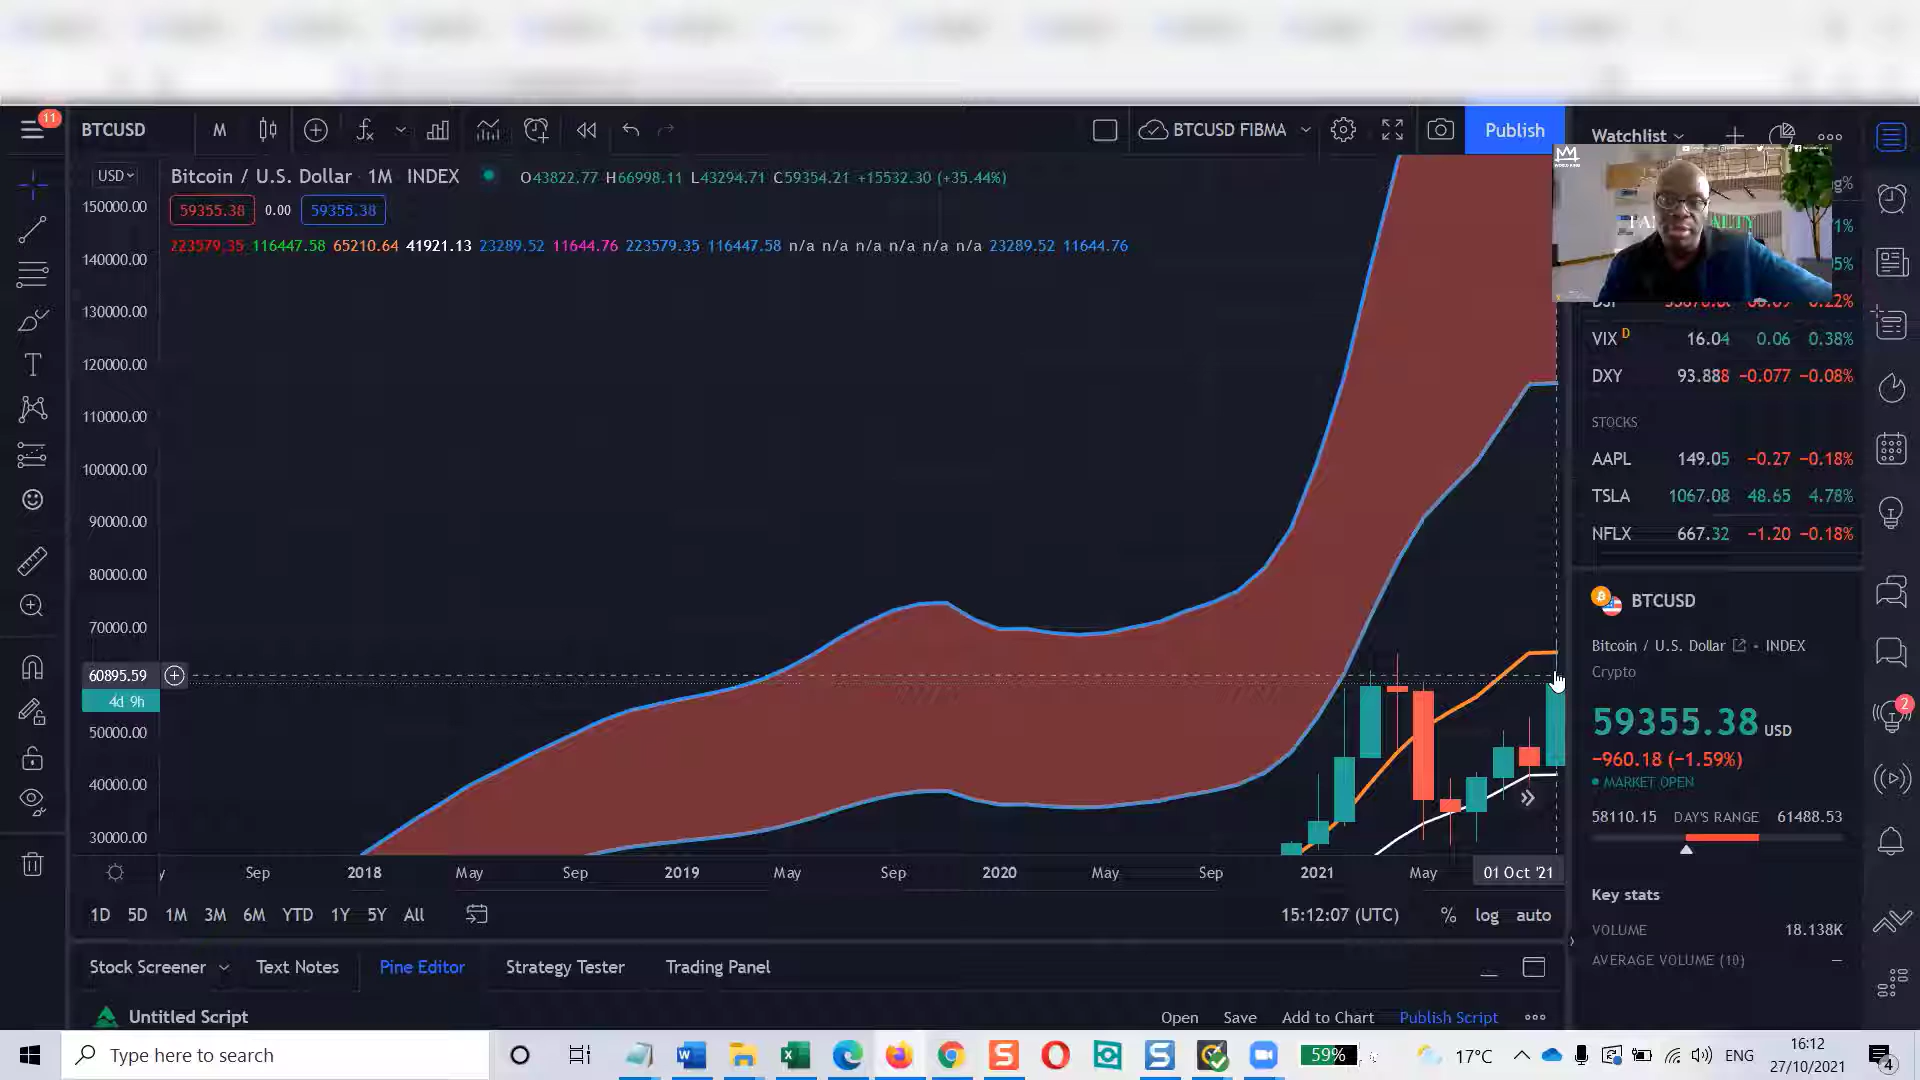 11
BTCUSD
M
BTCUSD FIBMA
Publish
Watchlist
USD
Bitcoin / U.S. Dollar 1M INDEX
O43822.77 H66998.11 L43294.71 C59354.21 +15532.30 (+35.44%)
59355.38 0.00 59355.38
223579.35 116447.58 65210.64 41921.13 23289.52 11644.76 223579.35 116447.58 n/a n/a n/a n/a n/a n/a 23289.52 11644.76
150000.00
140000.00
130000.00
120000.00
110000.00
100000.00
90000.00
80000.00
70000.00
60895.59
4d 9h
50000.00
40000.00
30000.00
VIX D 16.04 0.06 0.38%
DXY 93.888 −0.077 −0.08%
STOCKS
AAPL 149.05 −0.27 −0.18%
TSLA 1067.08 48.65 4.78%
NFLX 667.32 −1.20 −0.18%
BTCUSD
Bitcoin / U.S. Dollar • INDEX
Crypto
2
59355.38 USD
−960.18 (−1.59%)
MARKET OPEN
58110.15 DAY'S RANGE 61488.53
Key stats
VOLUME 18.138K
AVERAGE VOLUME (10) —
Sep 2018 May Sep 2019 May Sep 2020 May Sep 2021 May 01 Oct '21
1D 5D 1M 3M 6M YTD 1Y 5Y All
15:12:07 (UTC) % log auto
Stock Screener Text Notes Pine Editor Strategy Tester Trading Panel
Untitled Script
Open Save Add to Chart Publish Script
Type here to search
59%
17°C
ENG
16:12
27/10/2021
4